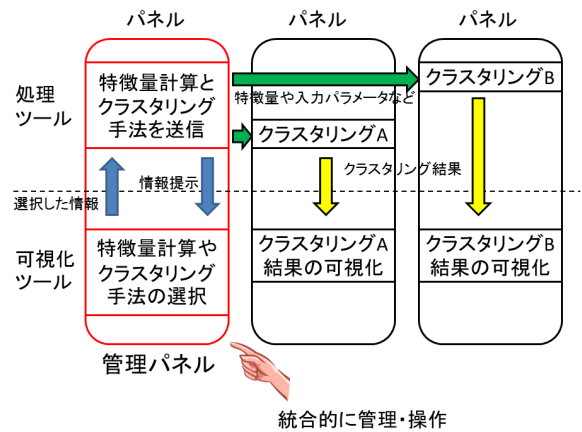 パネル
パネル
パネル
処理
ツール
特徴量計算と
クラスタリング
手法を送信
クラスタリングB
特徴量や入力パラメータなど
クラスタリングA
情報提示
クラスタリング結果
選択した情報
可視化
ツール
特徴量計算や
クラスタリング
手法の選択
クラスタリングA
結果の可視化
クラスタリングB
結果の可視化
管理パネル
統合的に管理・操作